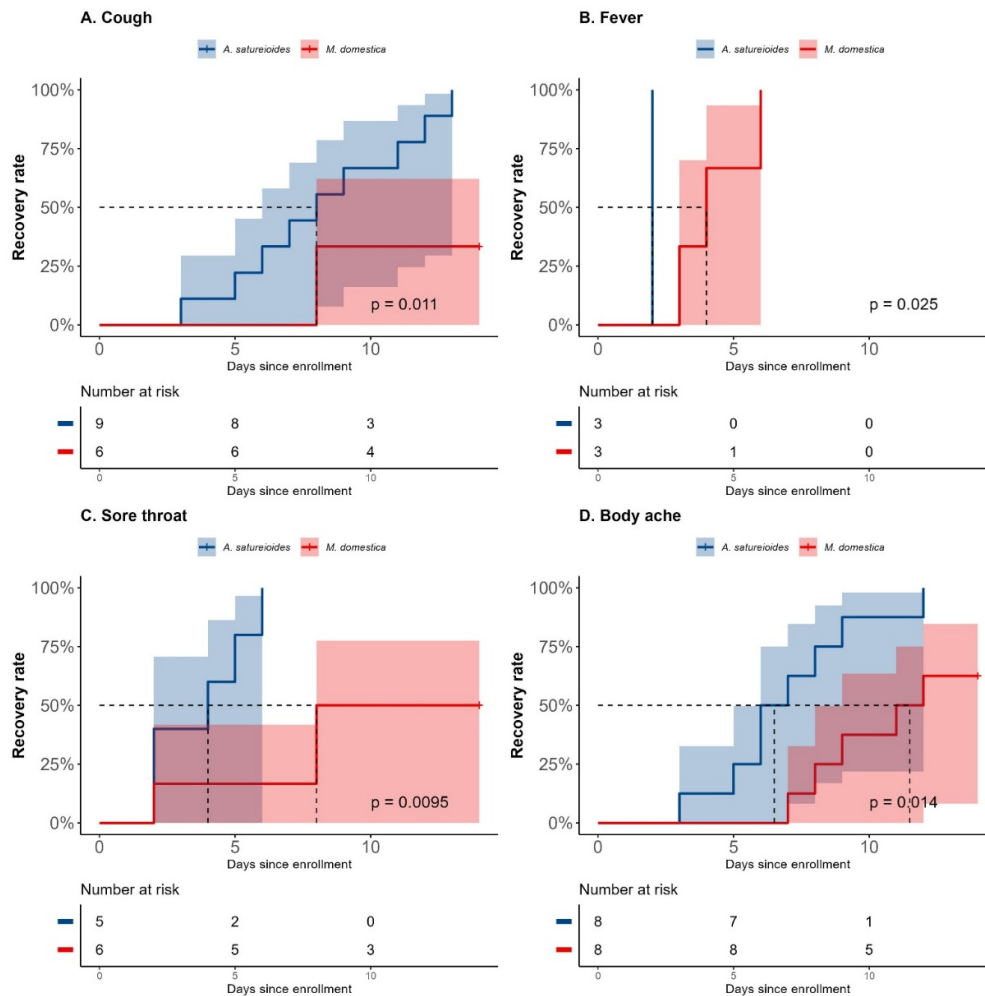 A. Cough
A. satureioides M. domestica
100%
75%
50%
25%
0%
Recovery rate
p = 0.011
0 5 10
Days since enrollment
Number at risk
9 8 3
6 6 4
0 5 10
Days since enrollment
B. Fever
A. satureioides M. domestica
100%
75%
50%
25%
0%
Recovery rate
p = 0.025
0 5 10
Days since enrollment
Number at risk
3 0 0
3 1 0
0 5 10
Days since enrollment
C. Sore throat
A. satureioides M. domestica
100%
75%
50%
25%
0%
Recovery rate
p = 0.0095
0 5 10
Days since enrollment
Number at risk
5 2 0
6 5 3
0 5 10
Days since enrollment
D. Body ache
A. satureioides M. domestica
100%
75%
50%
25%
0%
Recovery rate
p = 0.014
0 5 10
Days since enrollment
Number at risk
8 7 1
8 8 5
0 5 10
Days since enrollment